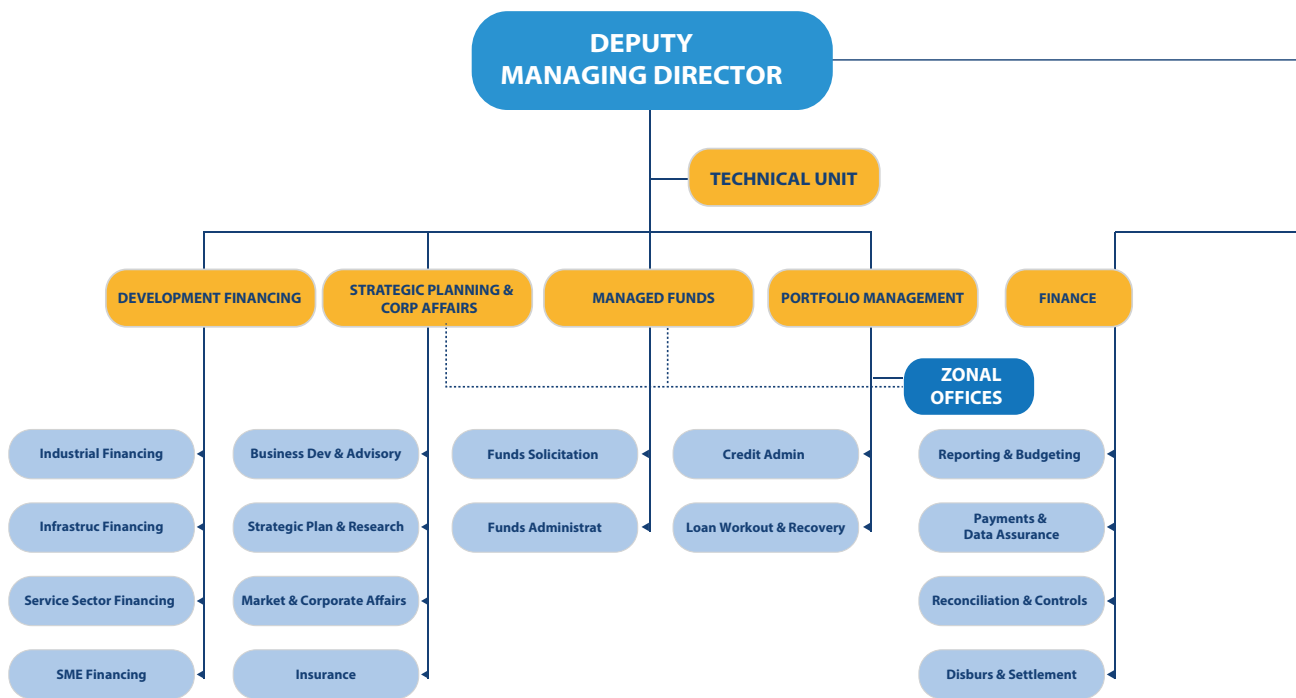 DEPUTY
MANAGING DIRECTOR
TECHNICAL UNIT
DEVELOPMENT FINANCING
STRATEGIC PLANNING &
CORP AFFAIRS
MANAGED FUNDS
PORTFOLIO MANAGEMENT
FINANCE
ZONAL
OFFICES
Industrial Financing
Business Dev & Advisory
Funds Solicitation
Credit Admin
Reporting & Budgeting
Infrastruc Financing
Strategic Plan & Research
Funds Administrat
Loan Workout & Recovery
Payments &
Data Assurance
Service Sector Financing
Market & Corporate Affairs
Reconciliation & Controls
SME Financing
Insurance
Disburs & Settlement